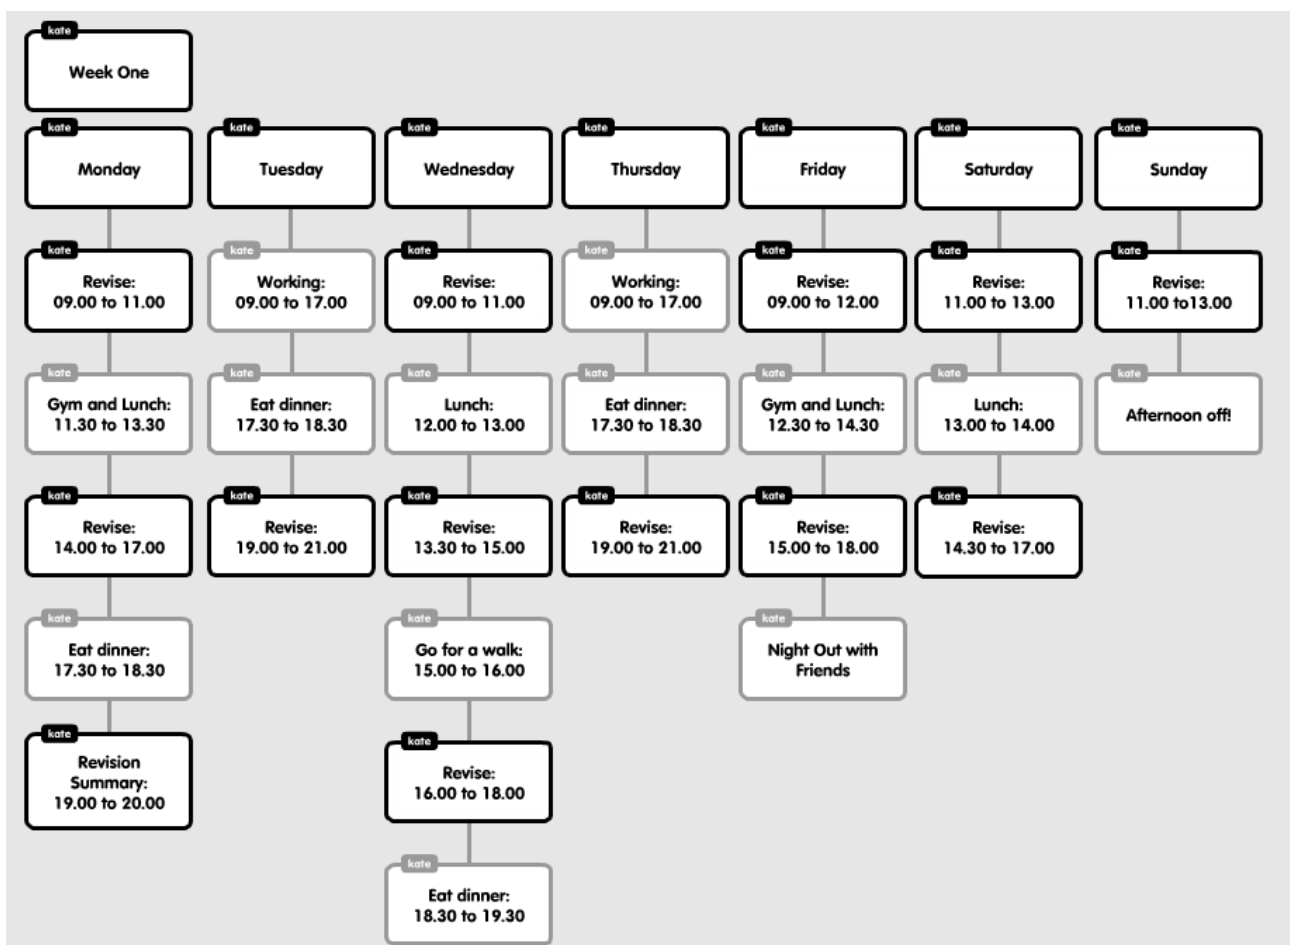 kate
Week One
kate
Monday
kate
Revise:
09.00 to 11.00
kate
Gym and Lunch:
11.30 to 13.30
kate
Revise:
14.00 to 17.00
kate
Eat dinner:
17.30 to 18.30
kate
Revision
Summary:
19.00 to 20.00
kate
Tuesday
kate
Working:
09.00 to 17.00
kate
Eat dinner:
17.30 to 18.30
kate
Revise:
19.00 to 21.00
kate
Wednesday
kate
Revise:
09.00 to 11.00
kate
Lunch:
12.00 to 13.00
kate
Revise:
13.30 to 15.00
kate
Go for a walk:
15.00 to 16.00
kate
Revise:
16.00 to 18.00
kate
Eat dinner:
18.30 to 19.30
kate
Thursday
kate
Working:
09.00 to 17.00
kate
Eat dinner:
17.30 to 18.30
kate
Revise:
19.00 to 21.00
kate
Friday
kate
Revise:
09.00 to 12.00
kate
Gym and Lunch:
12.30 to 14.30
kate
Revise:
15.00 to 18.00
kate
Night Out with
Friends
kate
Saturday
kate
Revise:
11.00 to 13.00
kate
Lunch:
13.00 to 14.00
kate
Revise:
14.30 to 17.00
kate
Sunday
kate
Revise:
11.00 to13.00
kate
Afternoon off!